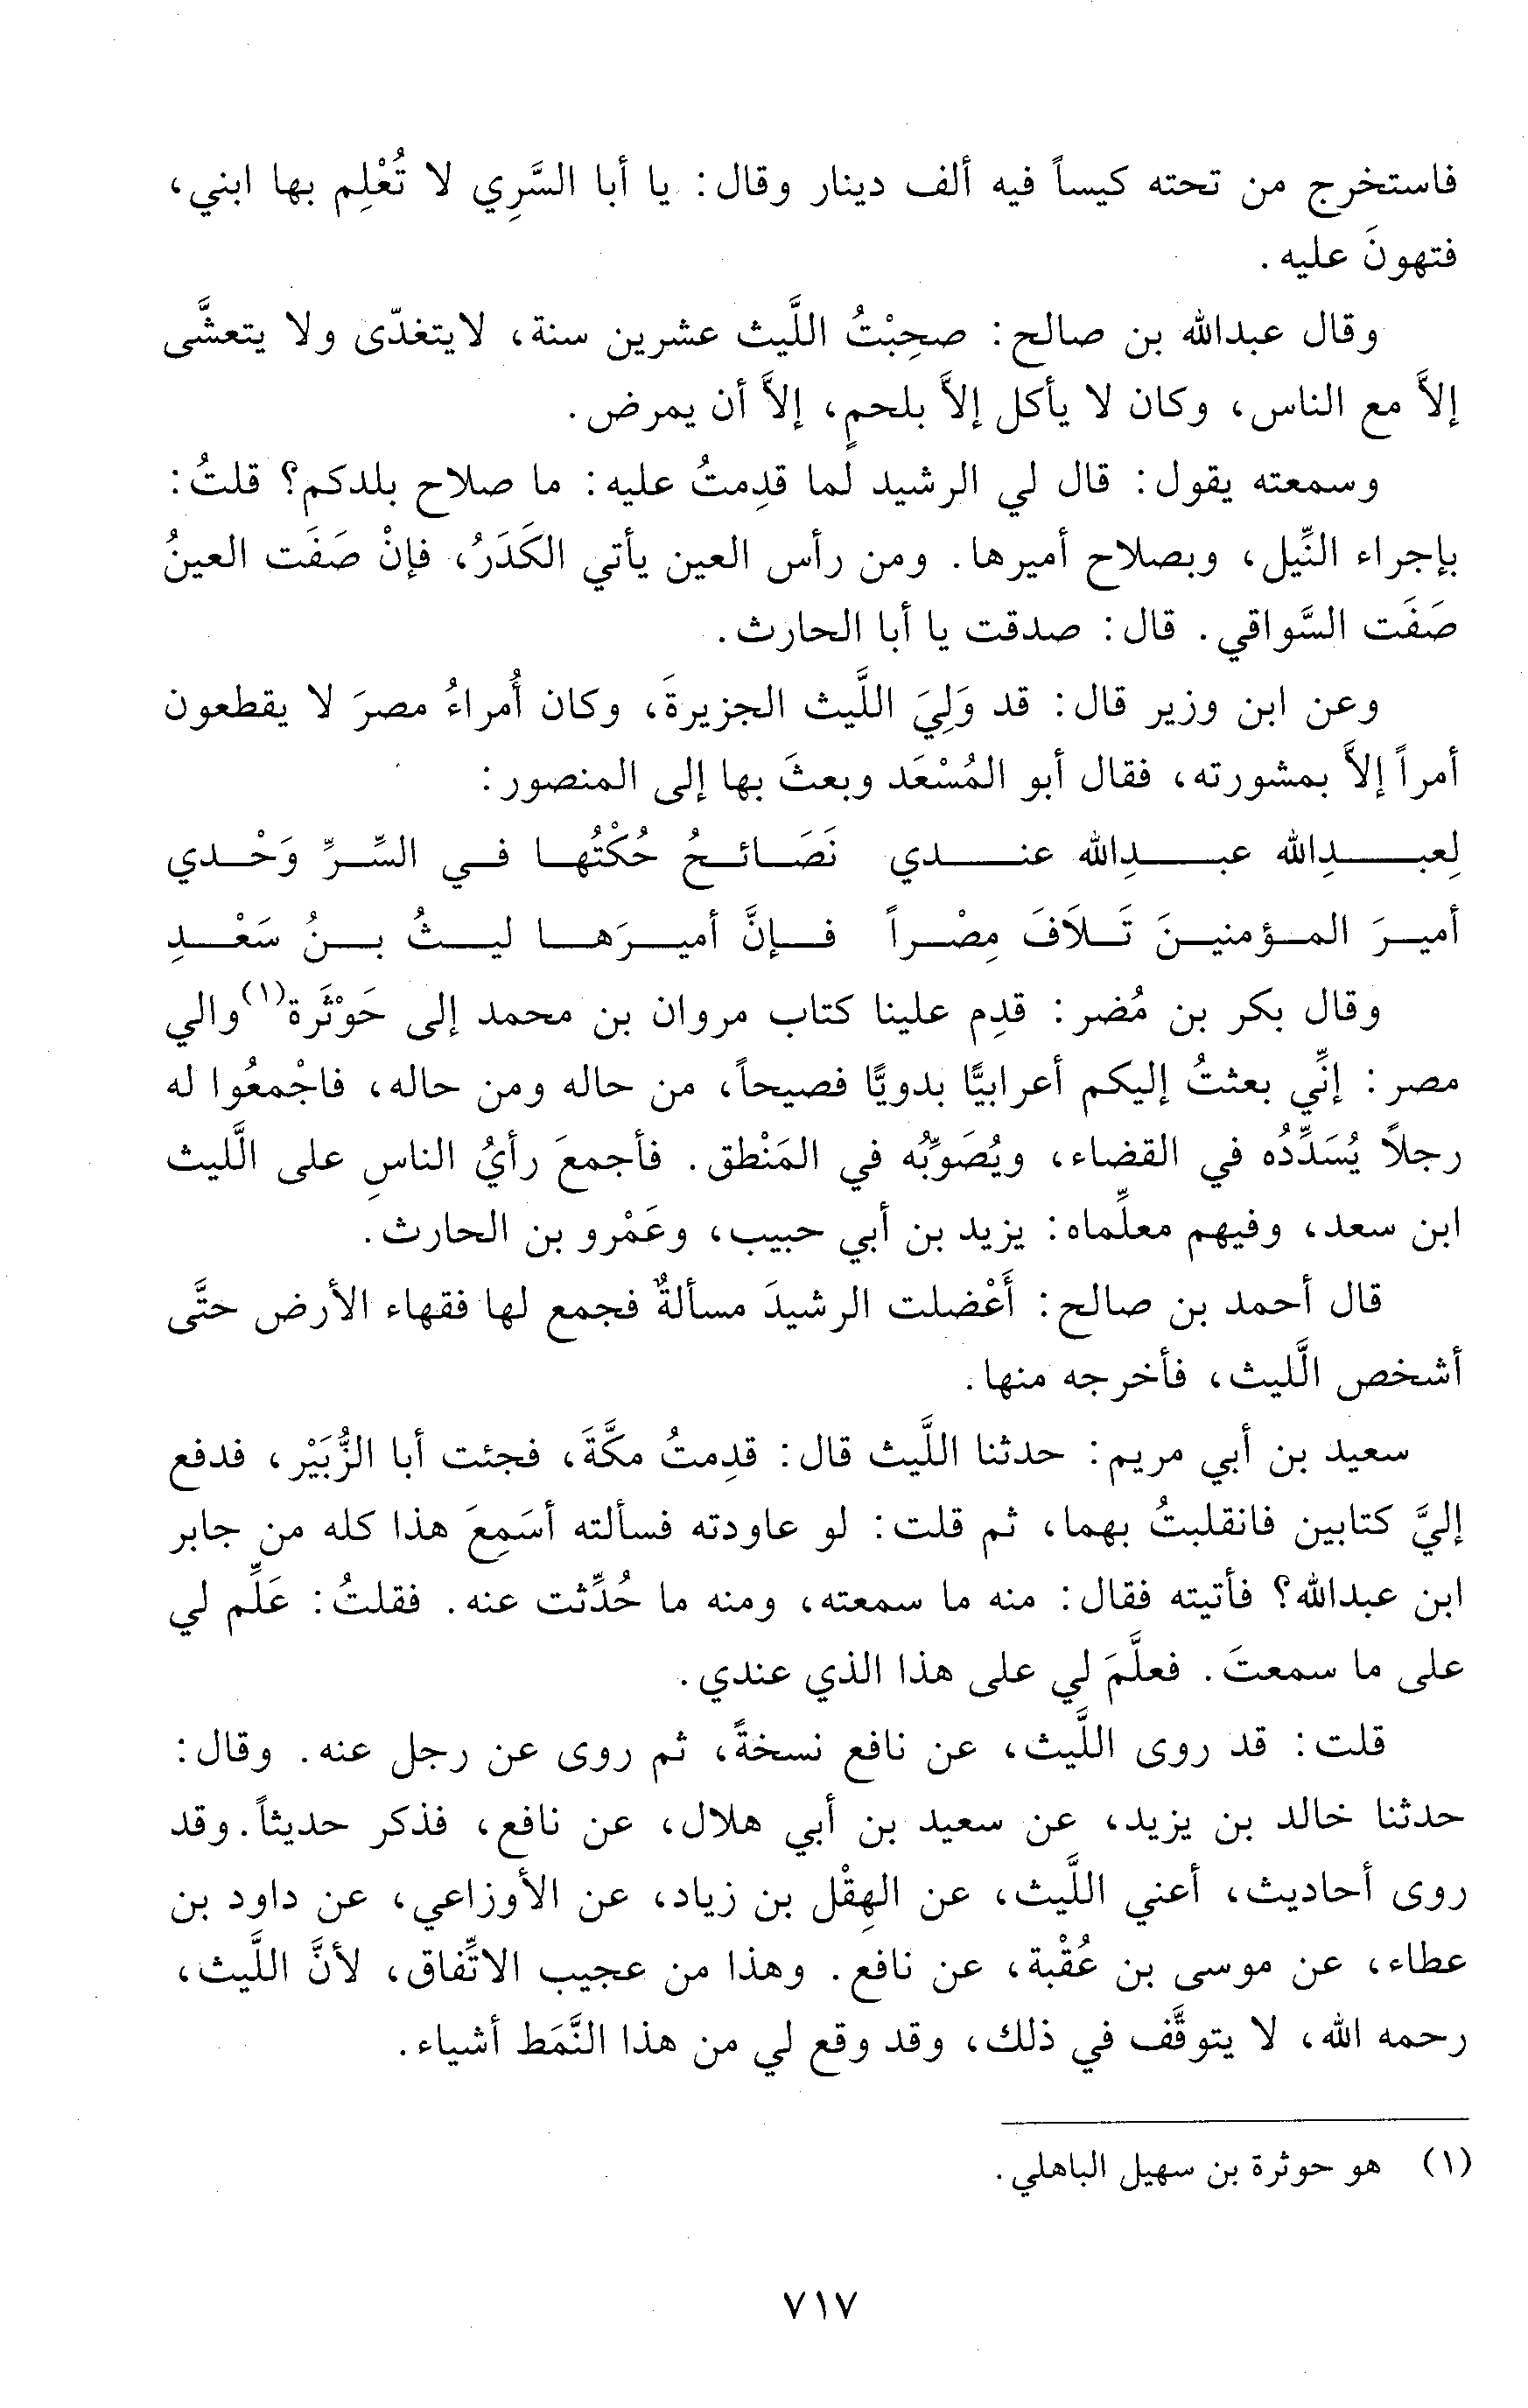 فاستخرج من تحته كيساً فيه ألف دينار وقال: يا أبا السَّرِي لا تُعْلِم بها ابني،
فتهونَ عليه.
وقال عبدالله بن صالح: صحِبْتُ اللَّيث عشرين سنة، لايتغدّى ولا يتعشَّى
إلاَّ مع الناس، وكان لا يأكل إلاَّ بلحمٍ، إلاَّ أن يمرض.
وسمعته يقول: قال لي الرشيد لما قدِمتُ عليه: ما صلاح بلدكم؟ قلتُ:
بإجراء النِّيل، وبصلاح أميرها. ومن رأس العين يأتي الكَدَرُ، فإنْ صَفَت العينُ
صَفَت السَّواقي. قال: صدقت يا أبا الحارث.
وعن ابن وزير قال: قد وَلِيَ اللَّيث الجزيرةَ، وكان أُمراءُ مصرَ لا يقطعون
أمراً إلاَّ بمشورته، فقال أبو المُسْعَد وبعثَ بها إلى المنصور:
لِعبدِالله عبدِالله عندي نَصَائحُ حُكْتُها في السِّرِّ وَحْدي
أميرَ المؤمنينَ تَلاَفَ مِصْراً فإنَّ أميرَها ليثُ بنُ سَعْدِ
وقال بكر بن مُضر: قدِم علينا كتاب مروان بن محمد إلى حَوْثَرة(١) والي
مصر: إنِّي بعثتُ إليكم أعرابيًّا بدويًّا فصيحاً، من حاله ومن حاله، فاجْمعُوا له
رجلاً يُسَدِّدُه في القضاء، ويُصَوِّبُه في المَنْطق. فأجمعَ رأيُ الناسِ على الَّليث
ابن سعد، وفيهم معلِّماه: يزيد بن أبي حبيب، وعَمْرو بن الحارث.
قال أحمد بن صالح: أَعْضلت الرشيدَ مسألةٌ فجمع لها فقهاء الأرض حتَّى
أشخص الَّليث، فأخرجه منها.
سعيد بن أبي مريم: حدثنا اللَّيث قال: قدِمتُ مكَّةَ، فجئت أبا الزُّبَيْر، فدفع
إليَّ كتابين فانقلبتُ بهما، ثم قلت: لو عاودته فسألته أسَمِعَ هذا كله من جابر
ابن عبدالله؟ فأتيته فقال: منه ما سمعته، ومنه ما حُدِّثت عنه. فقلتُ: عَلِّم لي
على ما سمعتَ. فعلَّمَ لي على هذا الذي عندي.
قلت: قد روى اللَّيث، عن نافع نسخةً، ثم روى عن رجل عنه. وقال:
حدثنا خالد بن يزيد، عن سعيد بن أبي هلال، عن نافع، فذكر حديثاً. وقد
روى أحاديث، أعني اللَّيث، عن الهِقْل بن زياد، عن الأوزاعي، عن داود بن
عطاء، عن موسى بن عُقْبة، عن نافع. وهذا من عجيب الاتِّفاق، لأنَّ اللَّيث،
رحمه الله، لا يتوقَّف في ذلك، وقد وقع لي من هذا النَّمَط أشياء.
(١) هو حوثرة بن سهيل الباهلي.
٧١٧